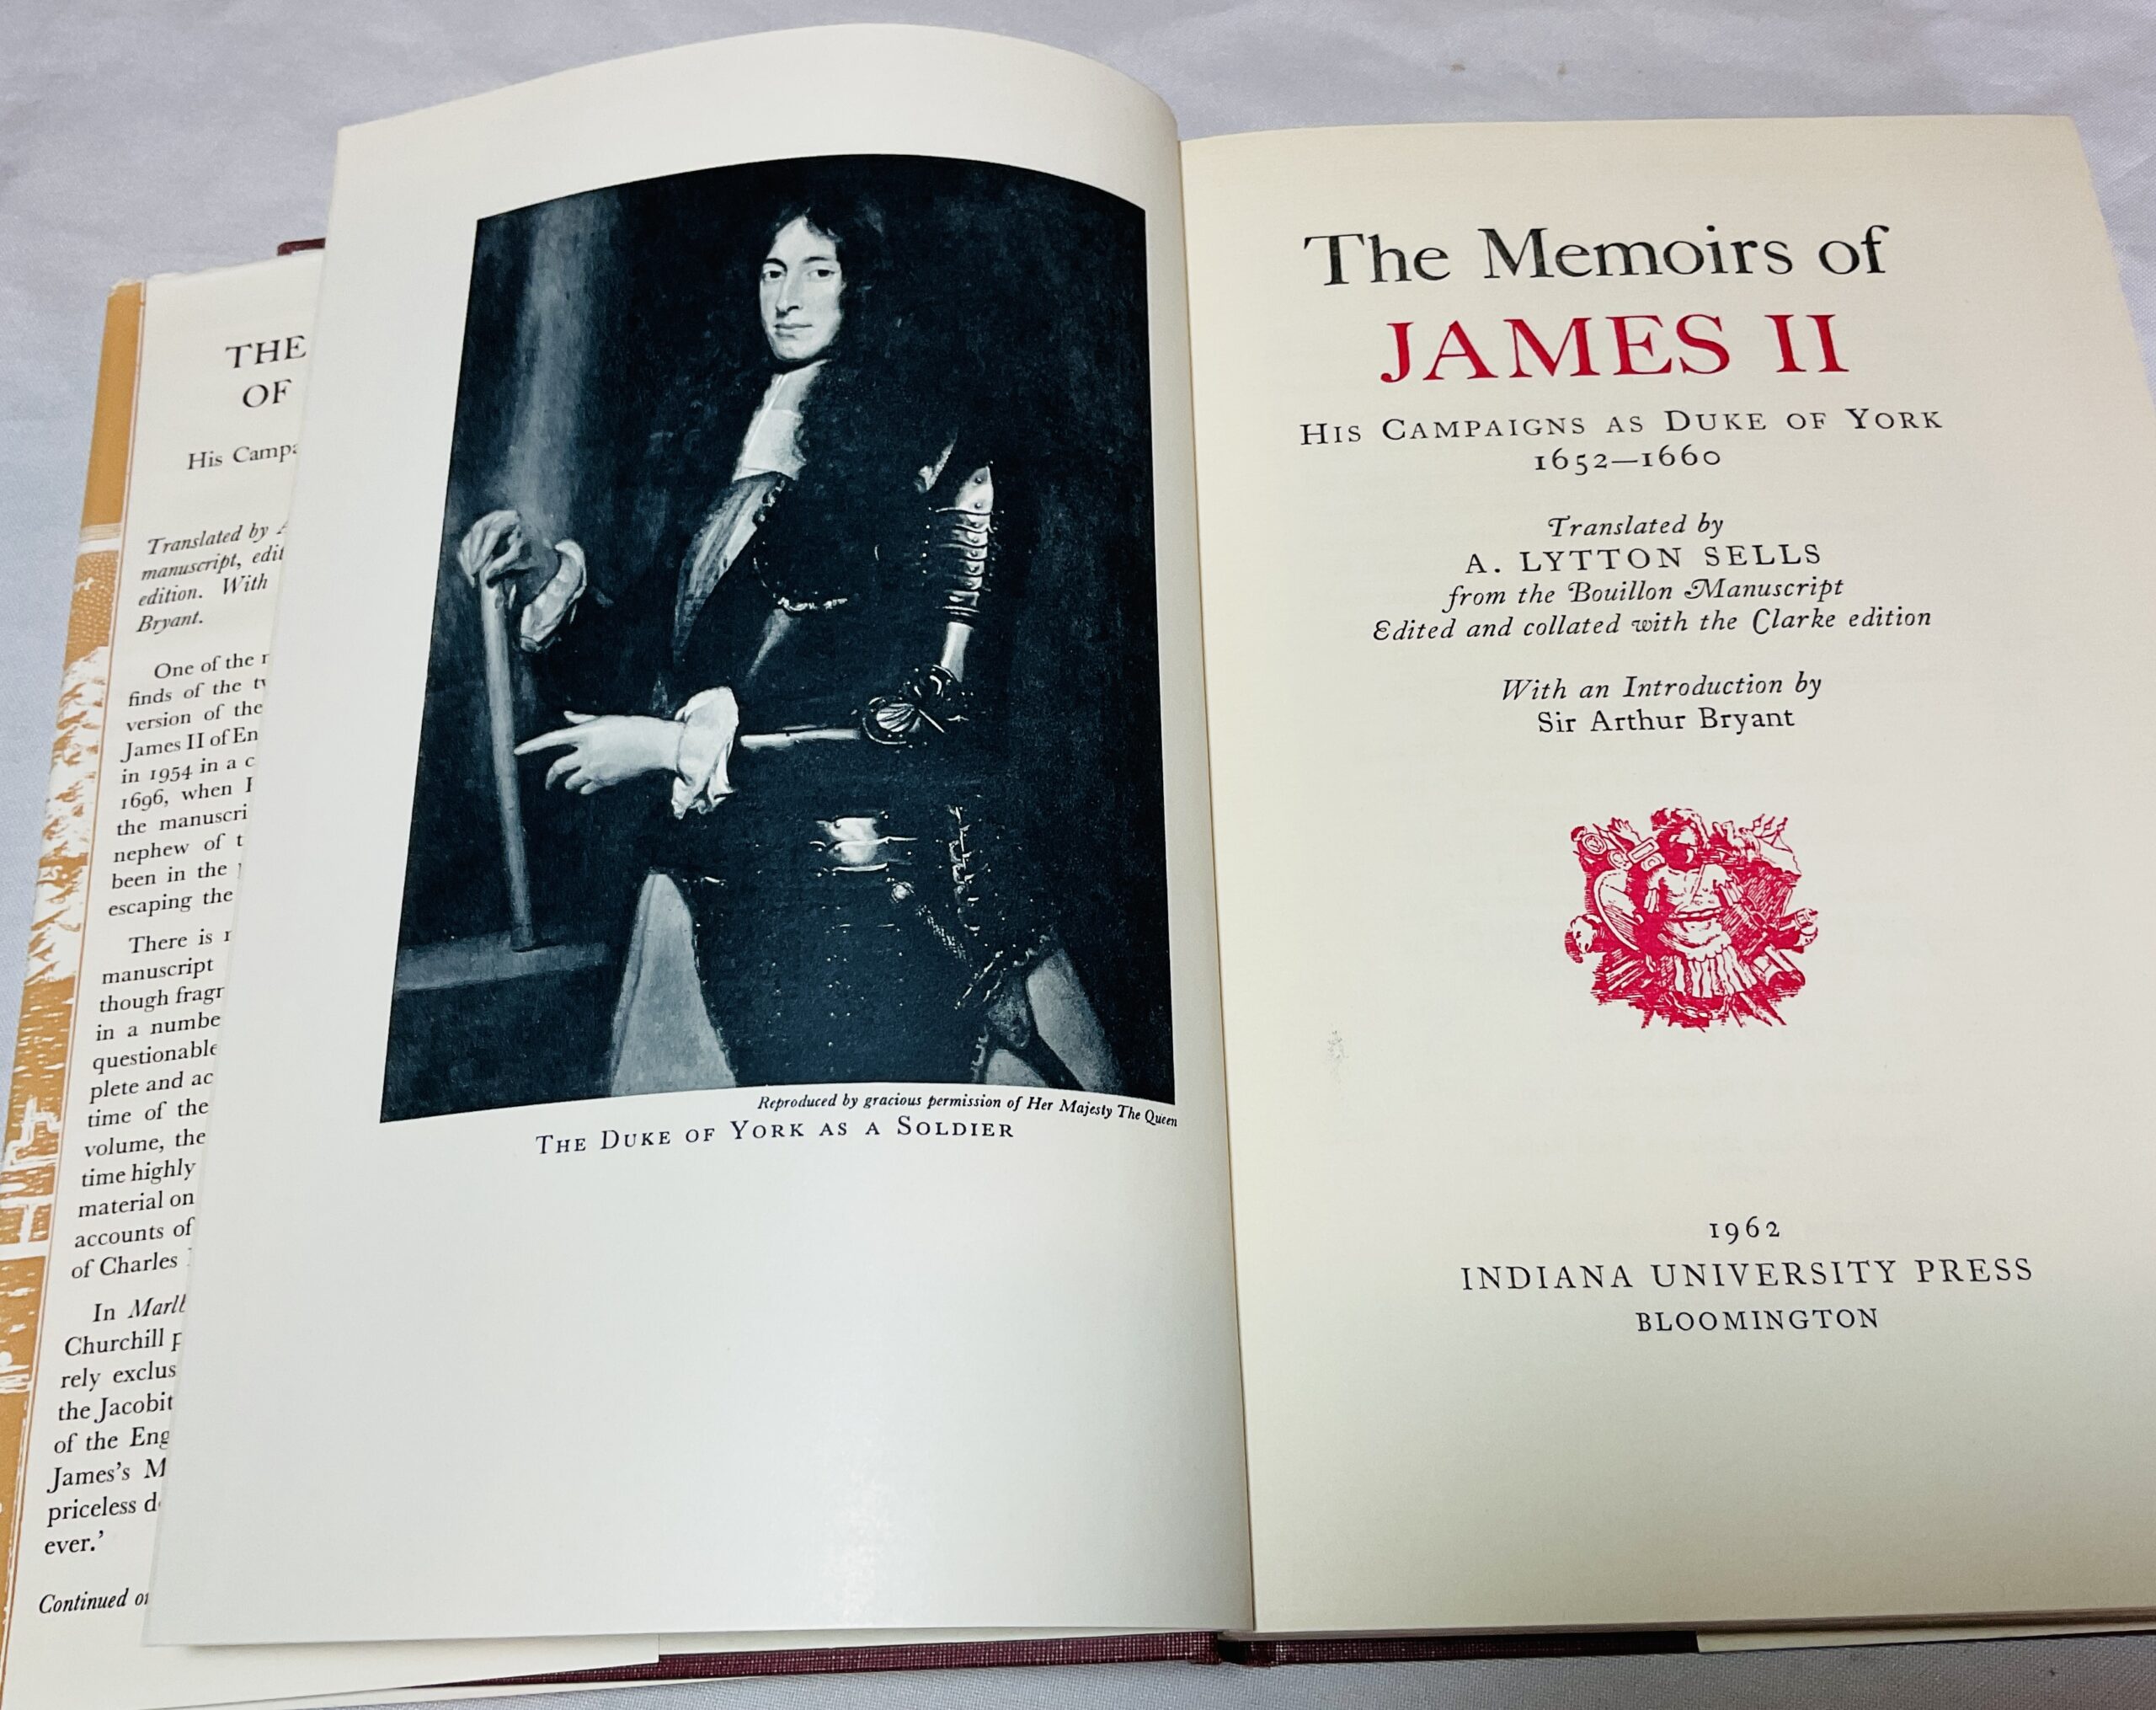 THE
OF
His Campa
Translated by A
manuscript, edit
edition. With
Bryant.
One of the r
finds of the tw
version of the
James II of En
in 1954 in a c
1696, when
the manuscri
nephew of t
been in the
escaping the
There is
manuscript
though fragr
in a numbe
questionable
plete and ac
time of the
volume, the
time highly
material on
accounts of
of Charles
In Marlb
Churchill p
rely exclus
the Jacobit
of the Eng
James's M
priceless d
ever.'
Continued on
Reproduced by gracious permission of Her Majesty The Queen
THE DUKE OF YORK AS A SOLDIER
The Memoirs of
JAMES II
HIS CAMPAIGNS AS DUKE OF YORK
1652—1660
Translated by
A. LYTTON SELLS
from the Bouillon Manuscript
Edited and collated with the Clarke edition
With an Introduction by
Sir Arthur Bryant
1962
INDIANA UNIVERSITY PRESS
BLOOMINGTON